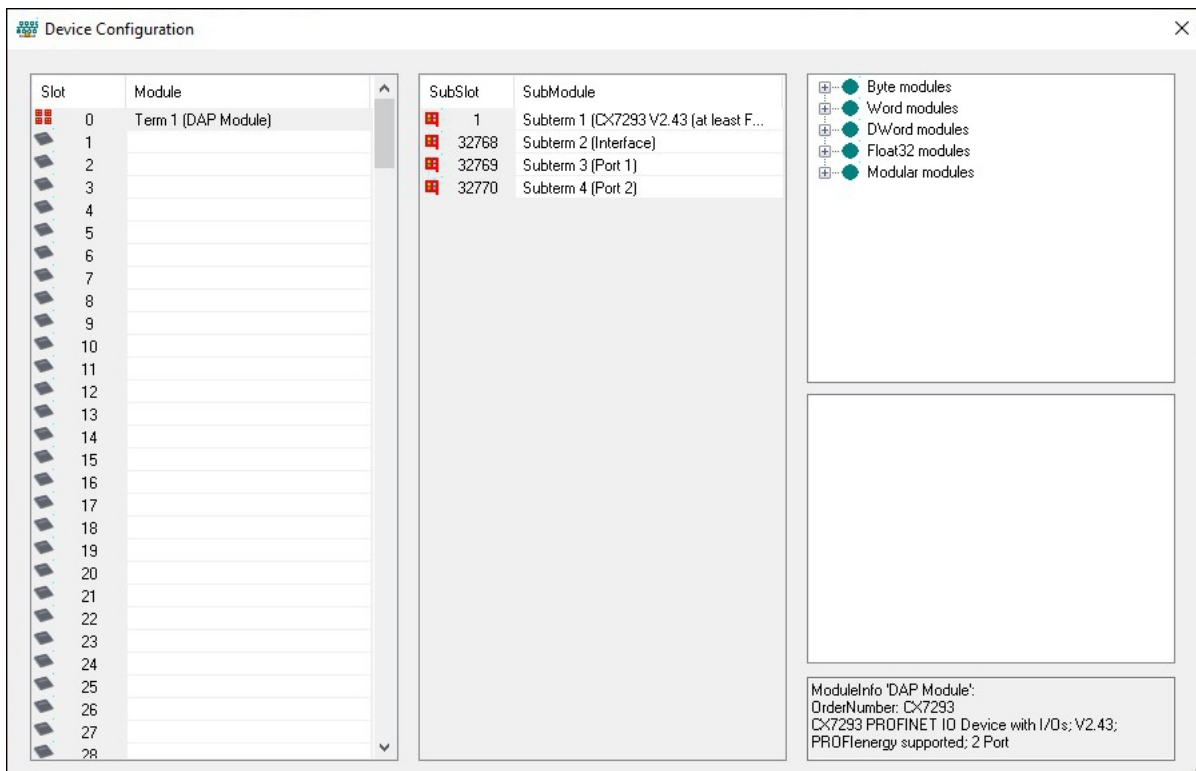 Device Configuration
Slot Module
0 Term 1 (DAP Module)
1
2
3
4
5
6
7
8
9
10
11
12
13
14
15
16
17
18
19
20
21
22
23
24
25
26
27
28
SubSlot SubModule
1 Subterm 1 (CX7293 V2.43 (at least F...
32768 Subterm 2 (Interface)
32769 Subterm 3 (Port 1)
32770 Subterm 4 (Port 2)
Byte modules
Word modules
DWord modules
Float32 modules
Modular modules
ModuleInfo 'DAP Module':
OrderNumber: CX7293
CX7293 PROFINET IO Device with I/Os; V2.43;
PROFIenergy supported; 2 Port